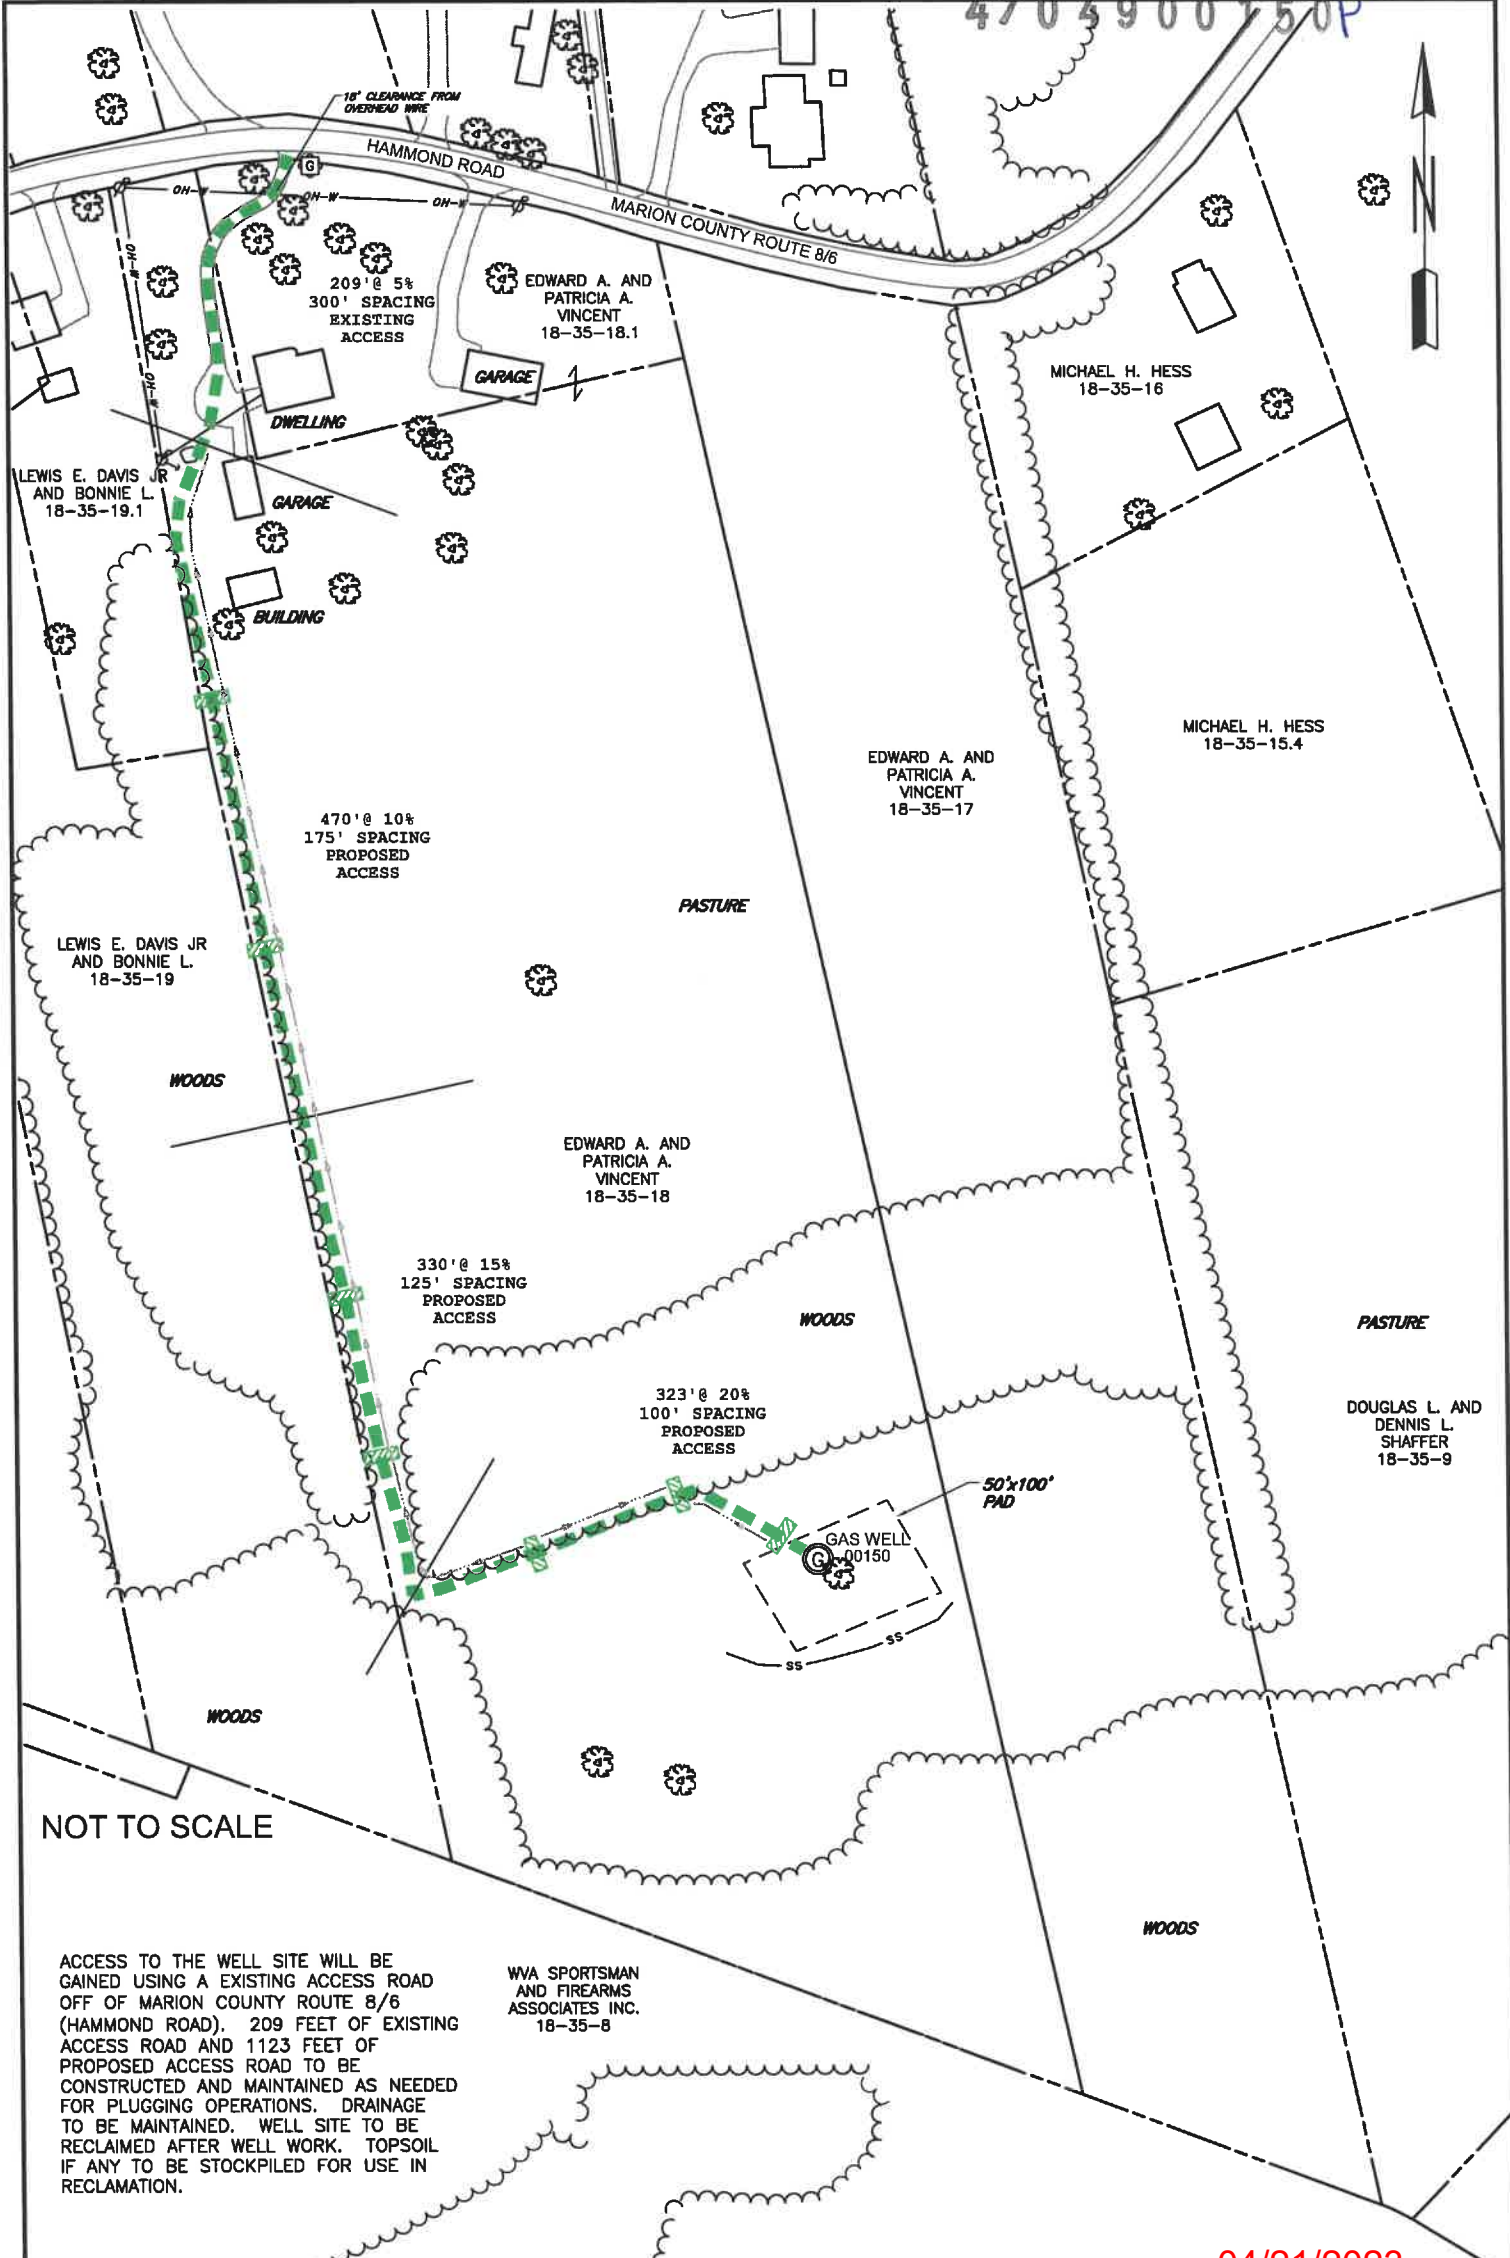 4704900150P
18' CLEARANCE FROM
OVERHEAD WIRE
G
HAMMOND ROAD
MARION COUNTY ROUTE 8/6
OH-W
OH-W
OH-W
OH-W
OH-W
N
209'@ 5%
300' SPACING
EXISTING
ACCESS
EDWARD A. AND
PATRICIA A.
VINCENT
18-35-18.1
GARAGE
DWELLING
MICHAEL H. HESS
18-35-16
LEWIS E. DAVIS JR
AND BONNIE L.
18-35-19.1
GARAGE
BUILDING
MICHAEL H. HESS
18-35-15.4
EDWARD A. AND
PATRICIA A.
VINCENT
18-35-17
470'@ 10%
175' SPACING
PROPOSED
ACCESS
PASTURE
LEWIS E. DAVIS JR
AND BONNIE L.
18-35-19
WOODS
EDWARD A. AND
PATRICIA A.
VINCENT
18-35-18
330'@ 15%
125' SPACING
PROPOSED
ACCESS
WOODS
PASTURE
323'@ 20%
100' SPACING
PROPOSED
ACCESS
DOUGLAS L. AND
DENNIS L.
SHAFFER
18-35-9
50'x100'
PAD
GAS WELL
00150
G
SS
SS
WOODS
NOT TO SCALE
WOODS
ACCESS TO THE WELL SITE WILL BE
GAINED USING A EXISTING ACCESS ROAD
OFF OF MARION COUNTY ROUTE 8/6
(HAMMOND ROAD). 209 FEET OF EXISTING
ACCESS ROAD AND 1123 FEET OF
PROPOSED ACCESS ROAD TO BE
CONSTRUCTED AND MAINTAINED AS NEEDED
FOR PLUGGING OPERATIONS. DRAINAGE
TO BE MAINTAINED. WELL SITE TO BE
RECLAIMED AFTER WELL WORK. TOPSOIL
IF ANY TO BE STOCKPILED FOR USE IN
RECLAMATION.
WVA SPORTSMAN
AND FIREARMS
ASSOCIATES INC.
18-35-8